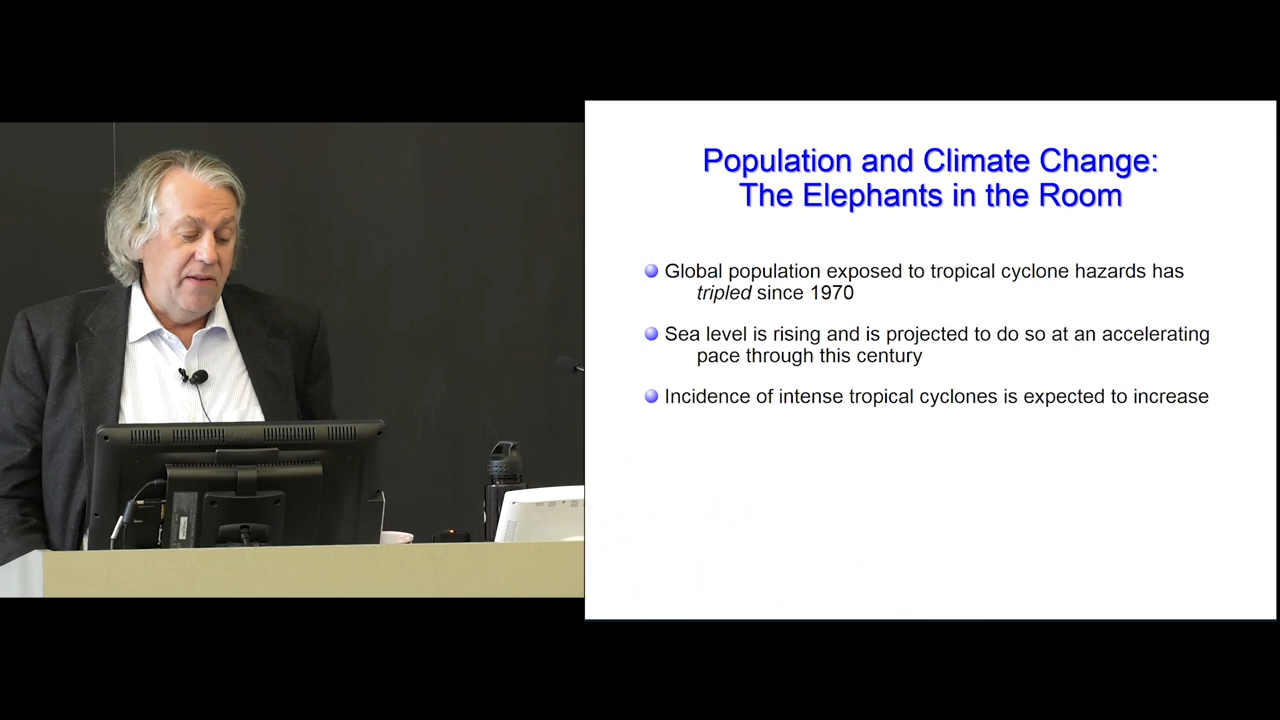 Population and Climate Change:
The Elephants in the Room
Global population exposed to tropical cyclone hazards has
tripled since 1970
Sea level is rising and is projected to do so at an accelerating
pace through this century
Incidence of intense tropical cyclones is expected to increase